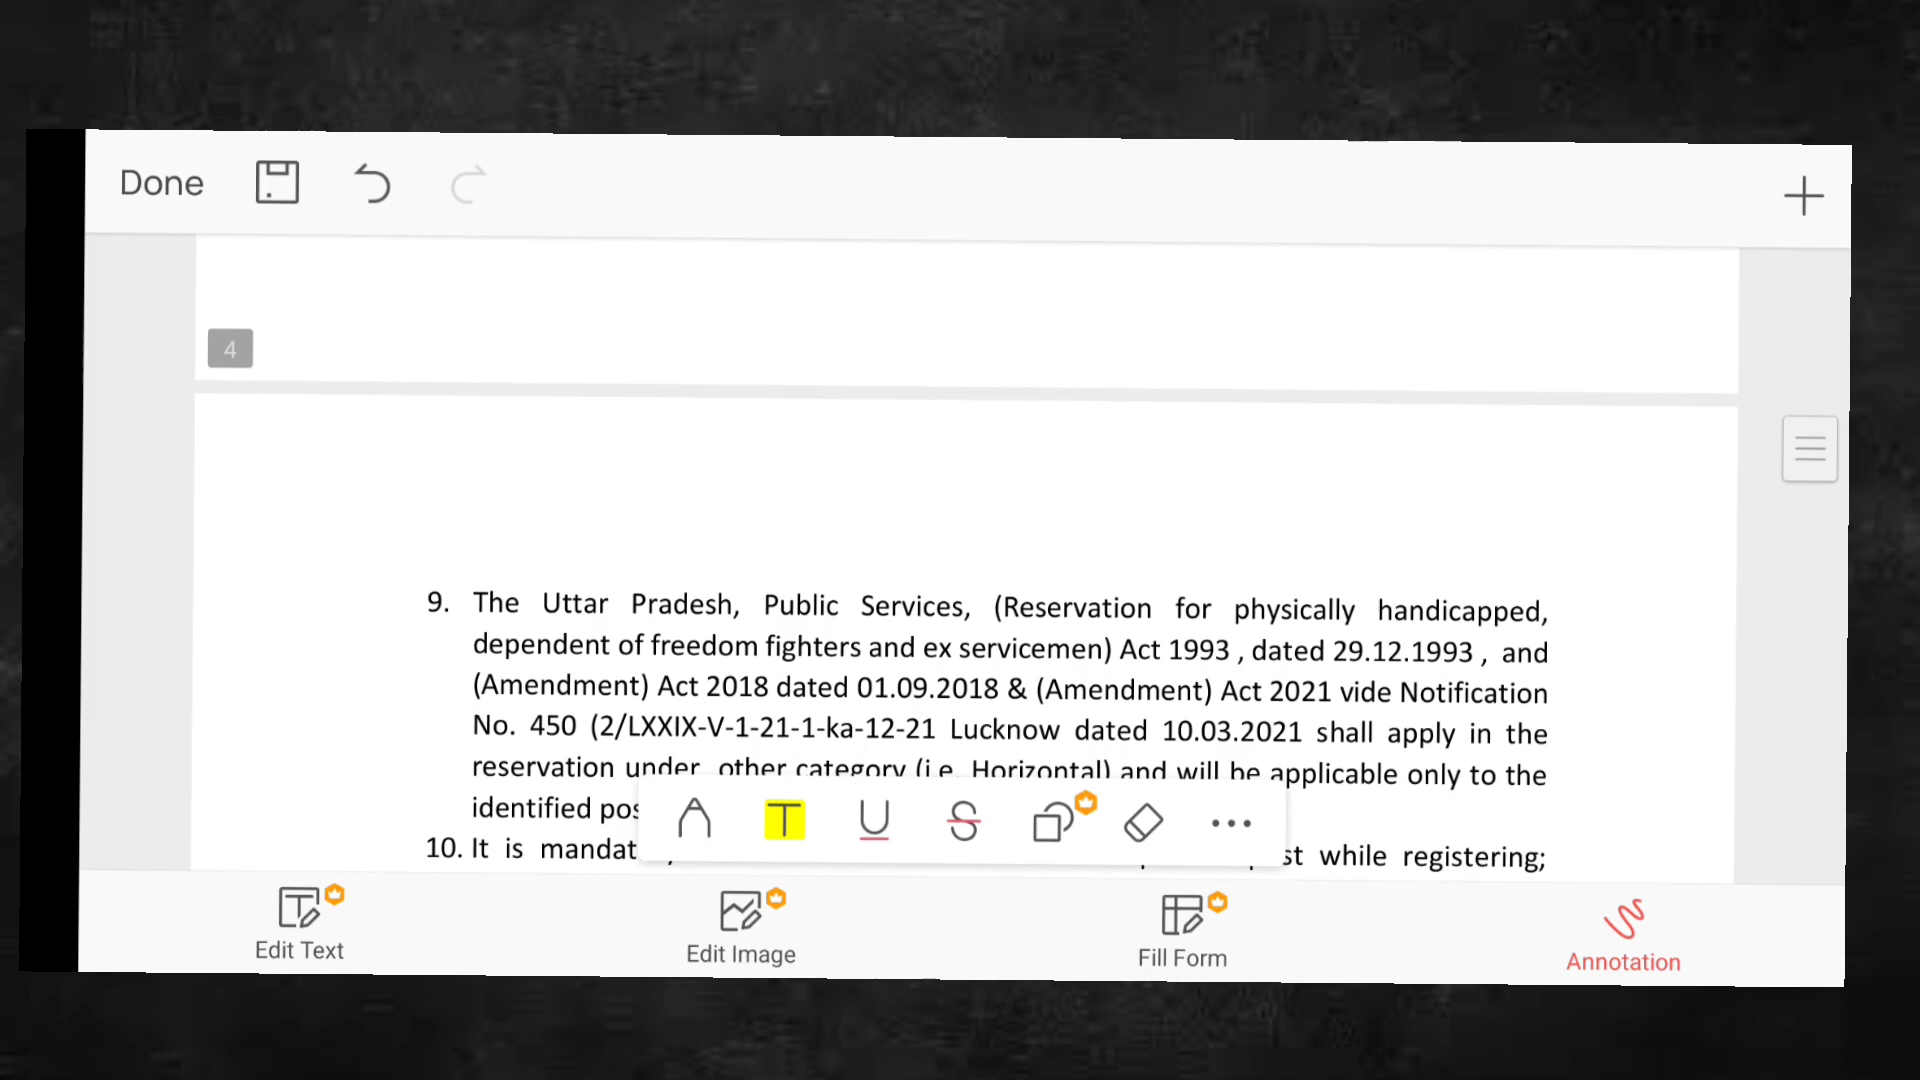 Done
4
9. The Uttar Pradesh, Public Services, (Reservation for physically handicapped,
dependent of freedom fighters and ex servicemen) Act 1993 , dated 29.12.1993 , and
(Amendment) Act 2018 dated 01.09.2018 & (Amendment) Act 2021 vide Notification
No. 450 (2/LXXIX-V-1-21-1-ka-12-21 Lucknow dated 10.03.2021 shall apply in the
reservation under other category (i.e. Horizontal) and will be applicable only to the
identified
10. It is while registering;
Edit Text
Edit Image
Fill Form
Annotation